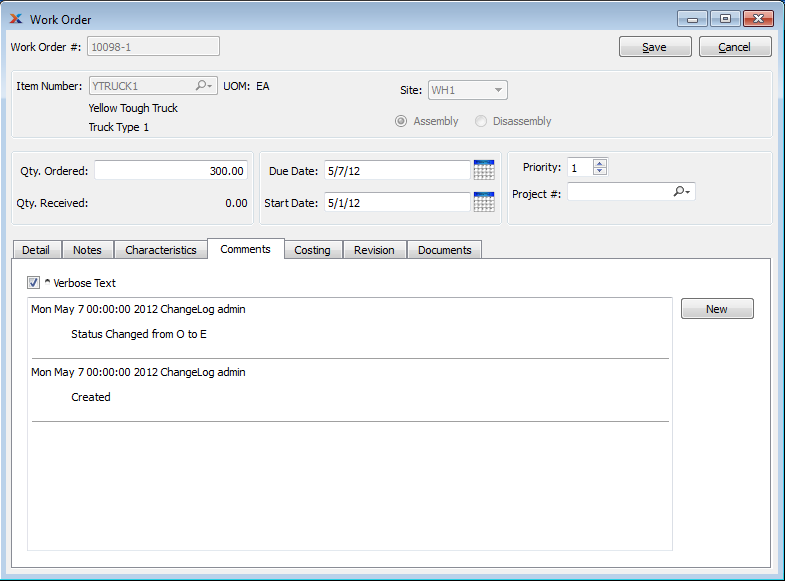 Work Order
Work Order #: 10098-1 Save Cancel
Item Number: YTRUCK1 UOM: EA Site: WH1
Yellow Tough Truck
Truck Type 1 Assembly Disassembly
Qty. Ordered: 300.00 Due Date: 5/7/12 Priority: 1
Qty. Received: 0.00 Start Date: 5/1/12 Project #:
Detail Notes Characteristics Comments Costing Revision Documents
^ Verbose Text
Mon May 7 00:00:00 2012 ChangeLog admin New
Status Changed from O to E
Mon May 7 00:00:00 2012 ChangeLog admin
Created